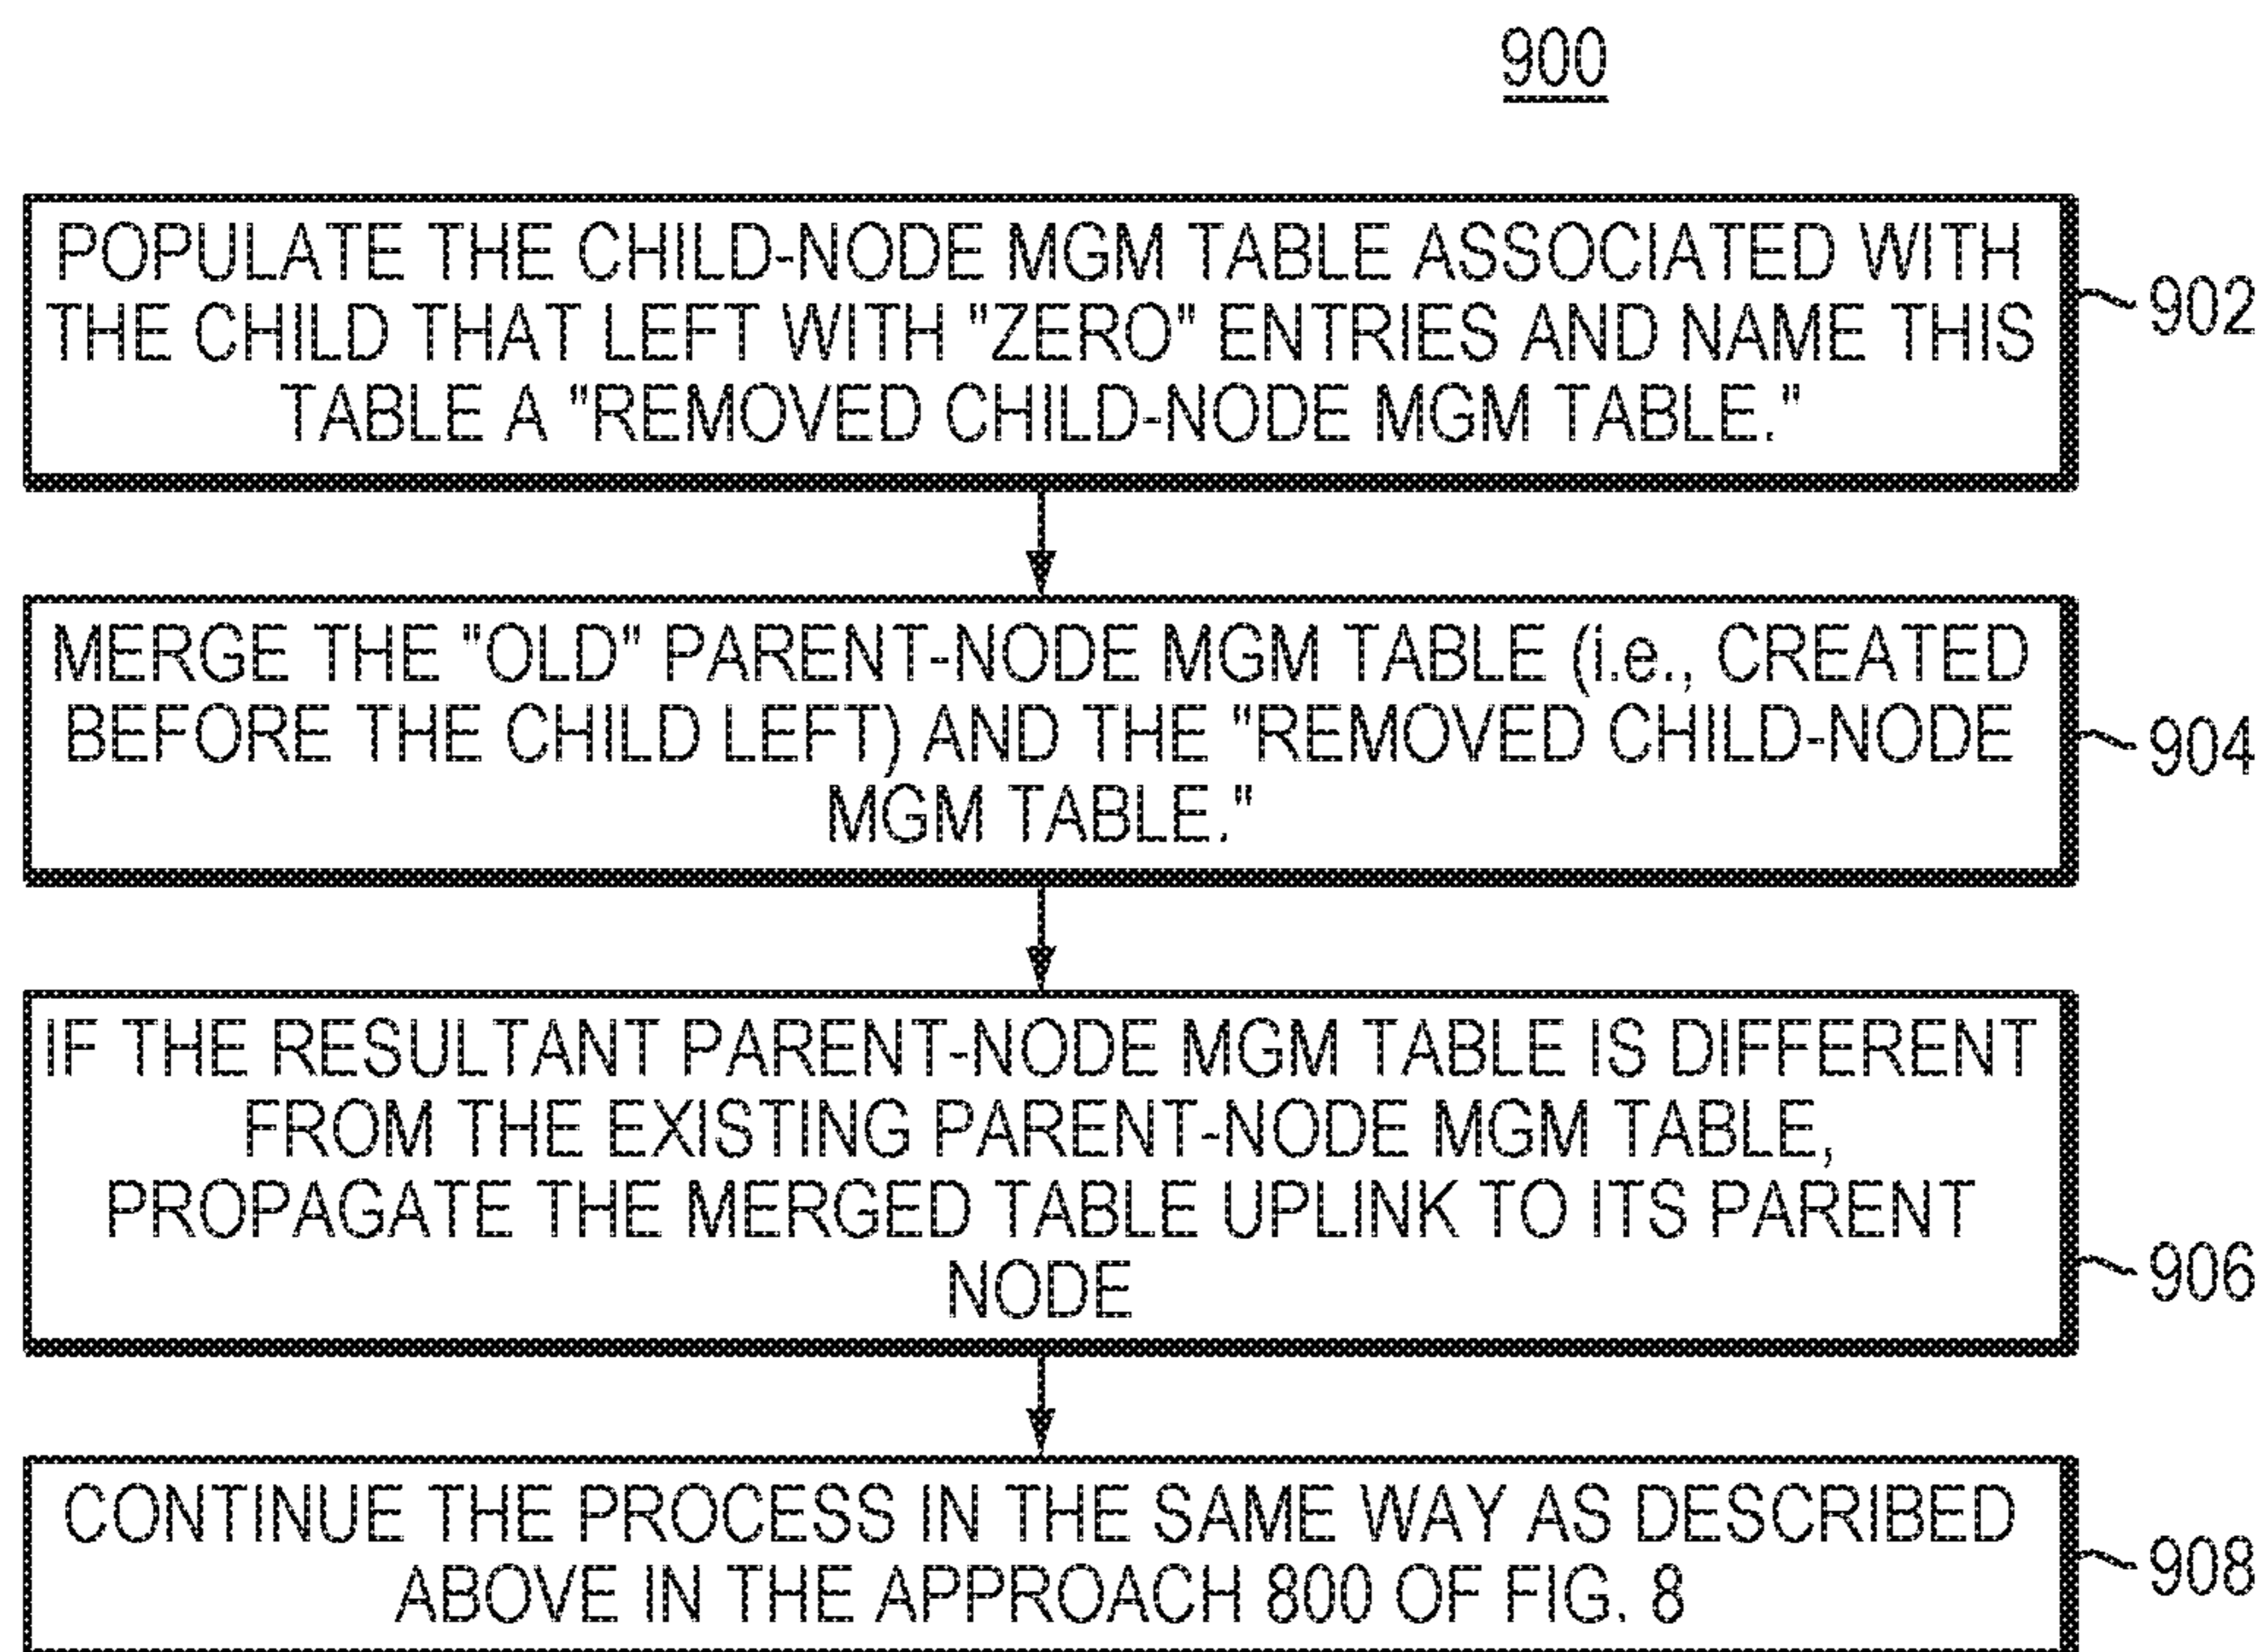 900
POPULATE THE CHILD-NODE MGM TABLE ASSOCIATED WITH
THE CHILD THAT LEFT WITH "ZERO" ENTRIES AND NAME THIS
TABLE A "REMOVED CHILD-NODE MGM TABLE."
902
MERGE THE "OLD" PARENT-NODE MGM TABLE (i.e., CREATED
BEFORE THE CHILD LEFT) AND THE "REMOVED CHILD-NODE
MGM TABLE."
904
IF THE RESULTANT PARENT-NODE MGM TABLE IS DIFFERENT
FROM THE EXISTING PARENT-NODE MGM TABLE,
PROPAGATE THE MERGED TABLE UPLINK TO ITS PARENT
NODE
906
CONTINUE THE PROCESS IN THE SAME WAY AS DESCRIBED
ABOVE IN THE APPROACH 800 OF FIG. 8
908